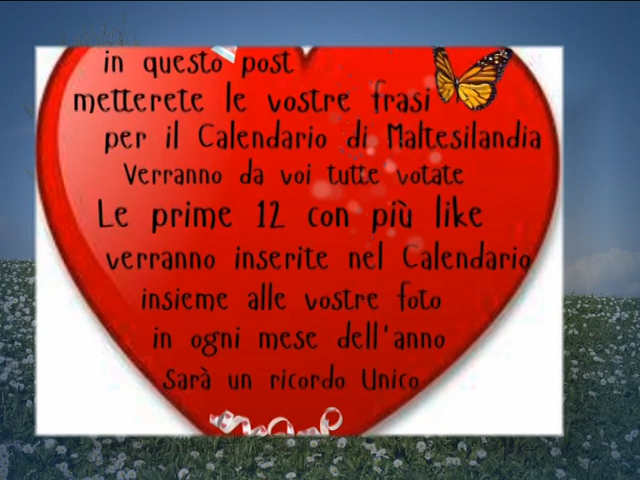 in questo post
metterete le vostre frasi
per il Calendario di Maltesilandia
Verranno da voi tutte votate
Le prime 12 con più like
verranno inserite nel Calendario
insieme alle vostre foto
in ogni mese dell'anno
Sarà un ricordo Unico